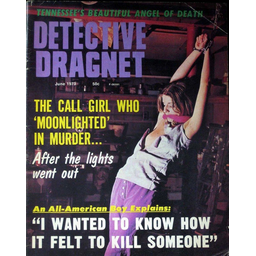 TENNESSEE'S BEAUTIFUL ANGEL OF DEATH
DETECTIVE
DRAGNET
June
THE CALL GIRL WHO
'MOONLIGHTED'
IN MURDER...
After the lights
went out
An All-American Boy Explains:
"I WANTED TO KNOW HOW
IT FELT TO KILL SOMEONE"